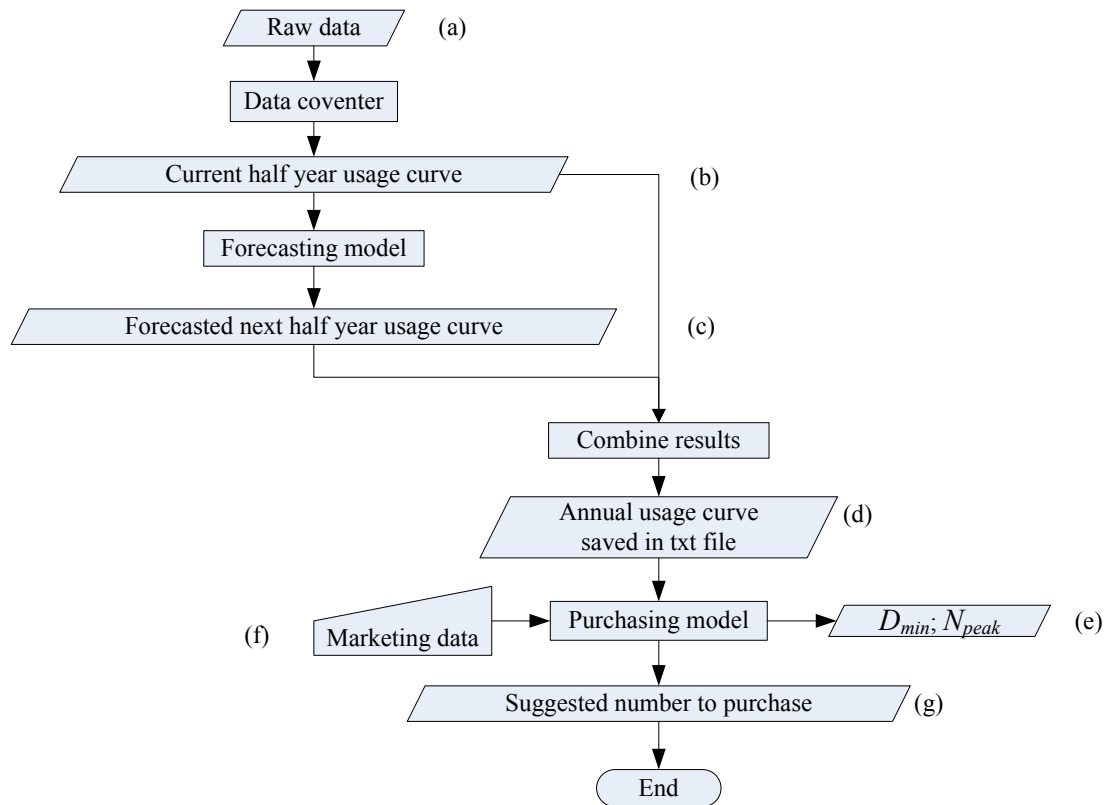 Raw data
(a)
Data coventer
Current half year usage curve
(b)
Forecasting model
Forecasted next half year usage curve
(c)
Combine results
Annual usage curve
saved in txt file
(d)
(f)
Marketing data
Purchasing model
Dmin; Npeak
(e)
Suggested number to purchase
(g)
End